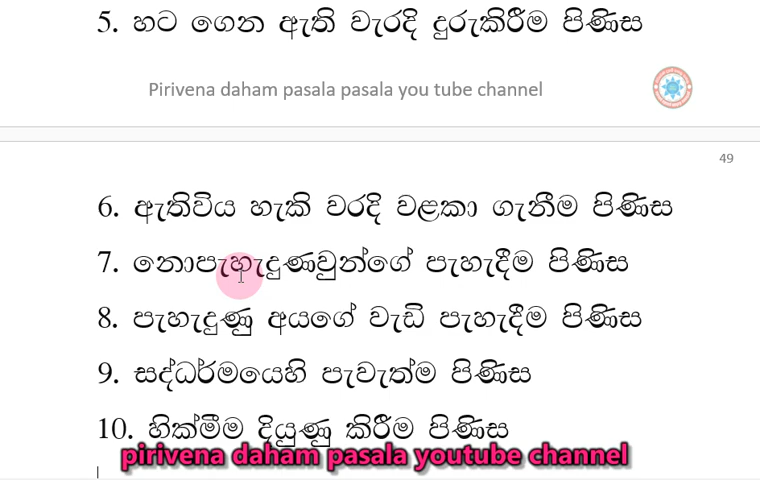 5. හට ගෙන ඇති වැරදි දුරුකිරීම පිණිස
Pirivena daham pasala pasala you tube channel
49
6. ඇතිවිය හැකි වරදි වළකා ගැනීම පිණිස
7. නොපැහැදුණවුන්ගේ පැහැදීම පිණිස
8. පැහැදුණු අයගේ වැඩි පැහැදීම පිණිස
9. සද්ධර්මයෙහි පැවැත්ම පිණිස
10. හික්මීම දියුණු කිරීම පිණිස
pirivena daham pasala youtube channel